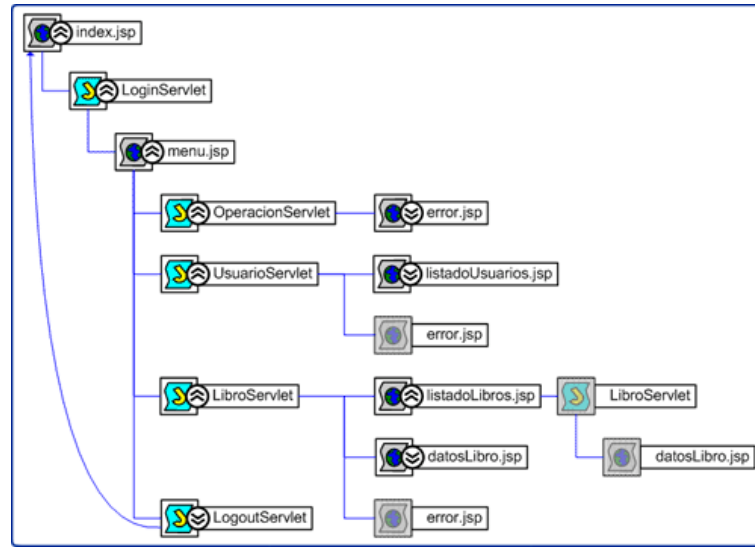 index.jsp
LoginServlet
menu.jsp
OperacionServlet
error.jsp
UsuarioServlet
listadoUsuarios.jsp
error.jsp
LibroServlet
listadoLibros.jsp
LibroServlet
datosLibro.jsp
datosLibro.jsp
LogoutServlet
error.jsp